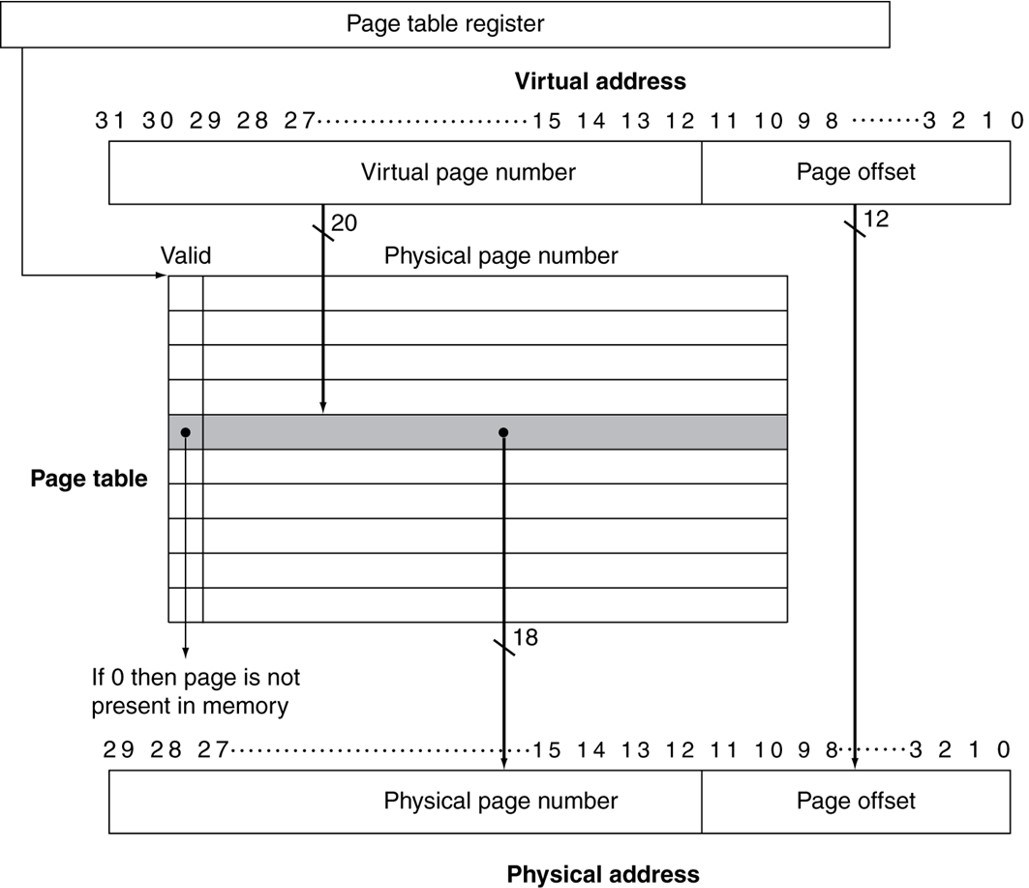 Page table register
Virtual address
31 30 29 28 27·······················15 14 13 12 11 10 9 8 ········3 2 1 0
Virtual page number Page offset
20 12
Valid Physical page number
Page table
18
If 0 then page is not
present in memory
29 28 27································15 14 13 12 11 10 9 8········3 2 1 0
Physical page number Page offset
Physical address